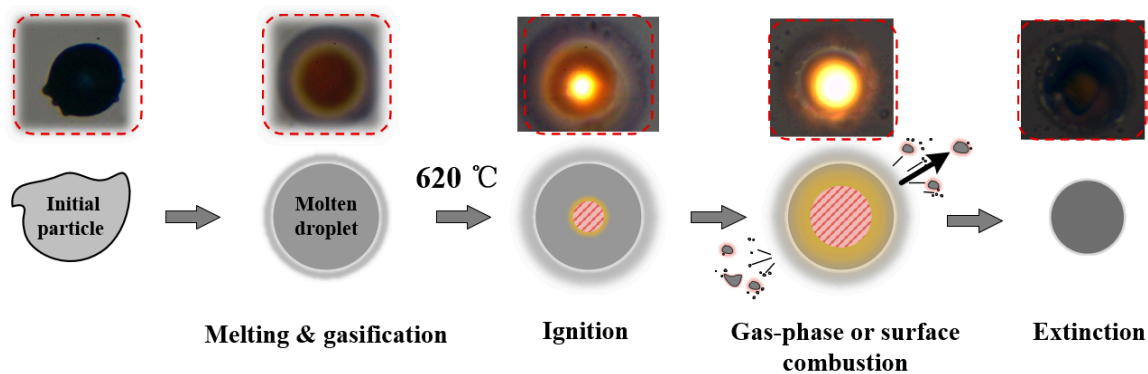 Initial
particle
Molten
droplet
620 ℃
Melting & gasification
Ignition
Gas-phase or surface
combustion
Extinction